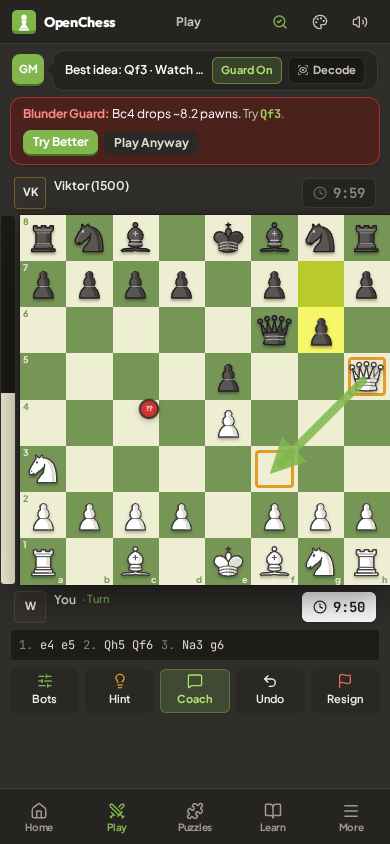 OpenChess
Play
GM
Best idea: Qf3 · Watch ...
Guard On
Decode
Blunder Guard: Bc4 drops ~8.2 pawns. Try Qf3.
Try Better
Play Anyway
VK
Viktor (1500)
9:59
8
7
6
5
4
??
3
2
1
a b c d e f g h
W
You · Turn
9:50
1. e4 e5 2. Qh5 Qf6 3. Na3 g6
Bots
Hint
Coach
Undo
Resign
Home
Play
Puzzles
Learn
More